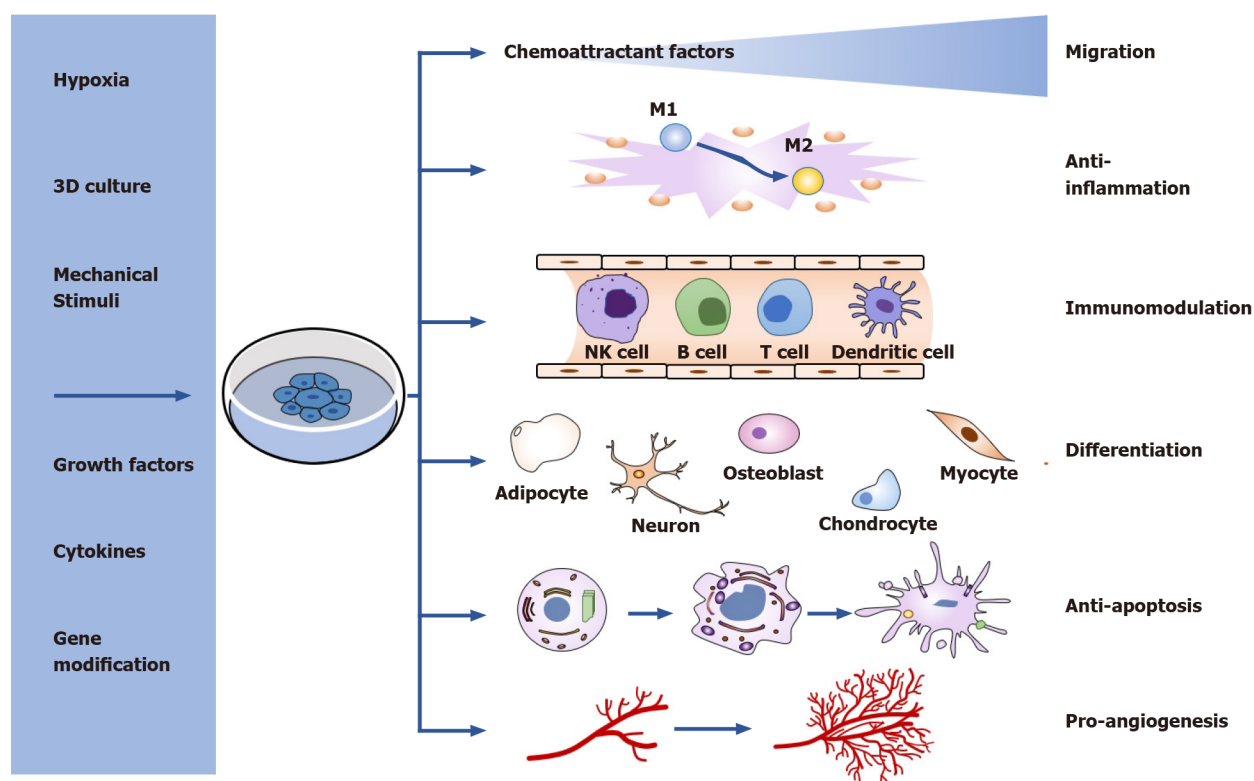 Hypoxia
3D culture
Mechanical
Stimuli
Growth factors
Cytokines
Gene
modification
Chemoattractant factors
Migration
M1
M2
Anti-
inflammation
NK cell
B cell
T cell
Dendritic cell
Immunomodulation
Adipocyte
Neuron
Osteoblast
Chondrocyte
Myocyte
Differentiation
Anti-apoptosis
Pro-angiogenesis